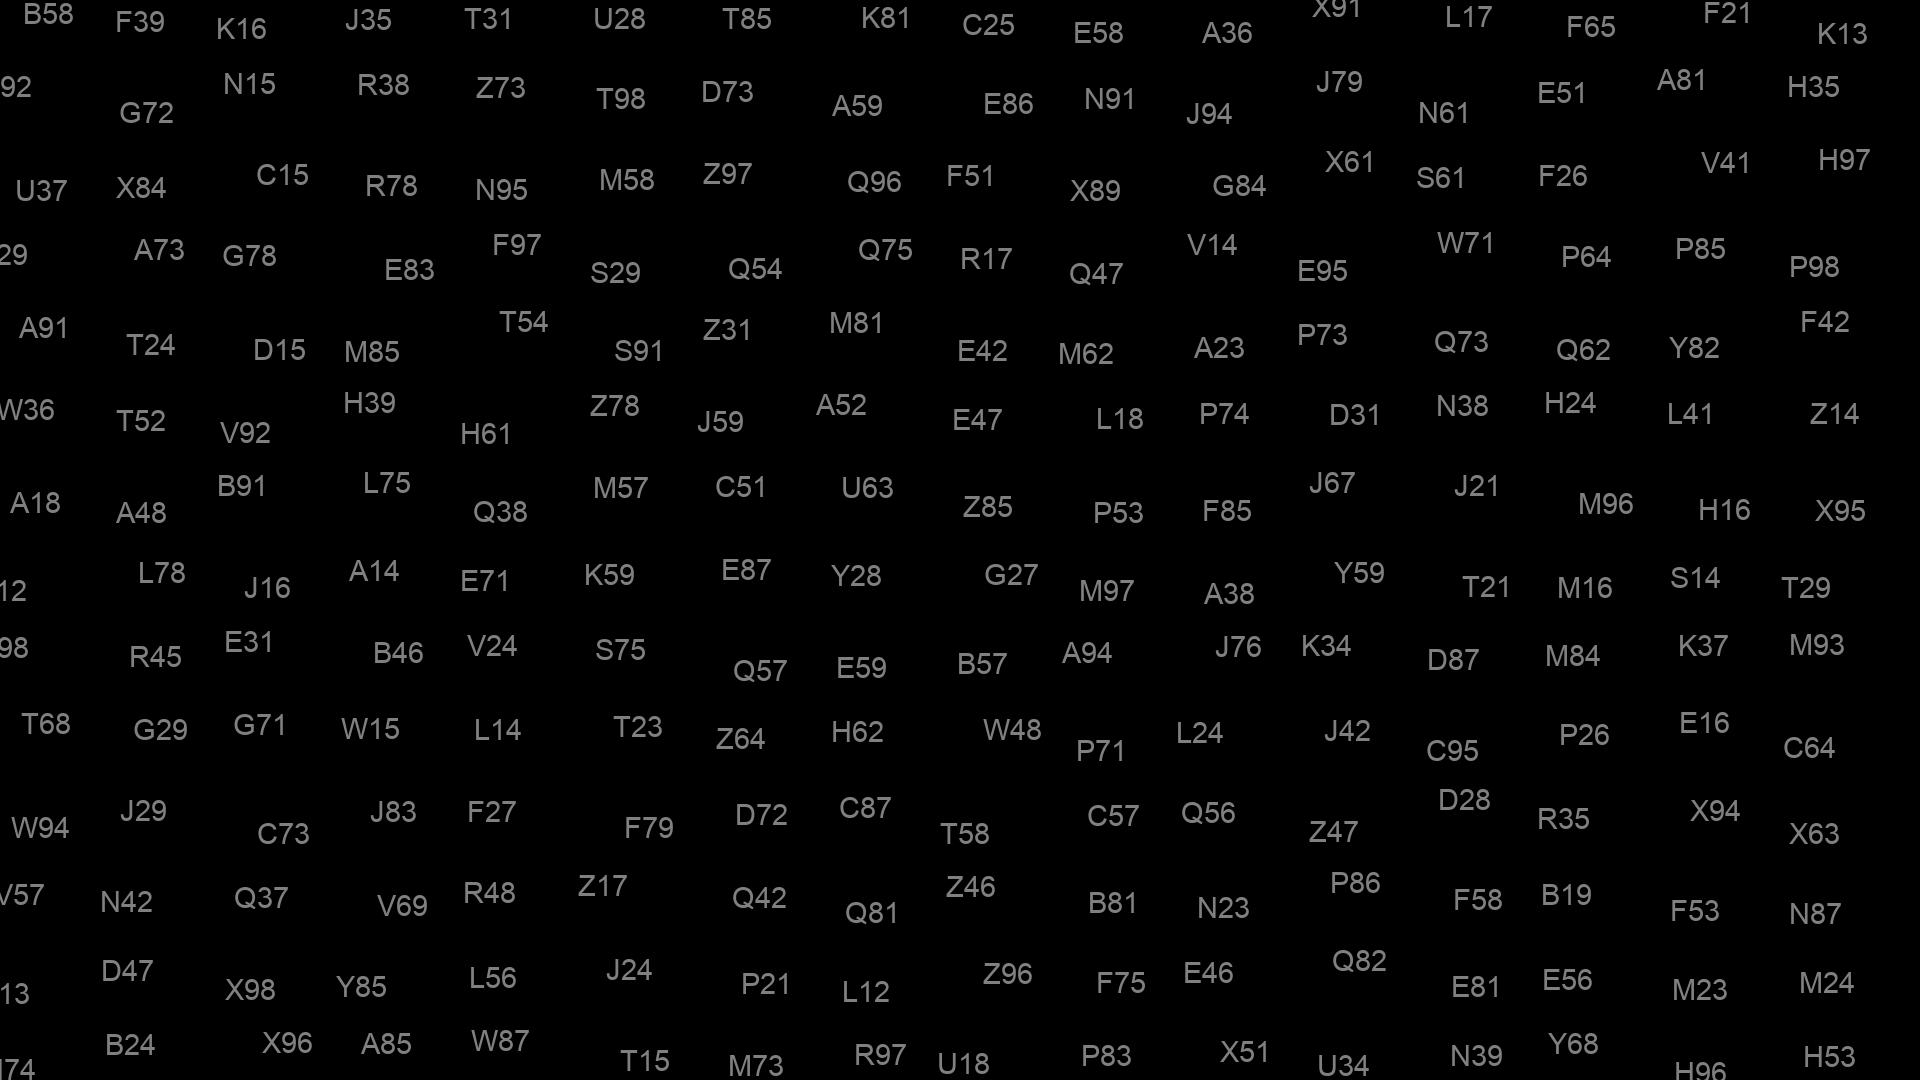 B58 F39 K16 J35 T31 U28 T85 K81 C25 E58 A36 X91 L17 F65 F21 K13
92 G72 N15 R38 Z73 T98 D73 A59 E86 N91 J94 J79 N61 E51 A81 H35
U37 X84 C15 R78 N95 M58 Z97 Q96 F51 X89 G84 X61 S61 F26 V41 H97
29 A73 G78 E83 F97 S29 Q54 Q75 R17 Q47 V14 E95 W71 P64 P85 P98
A91 T24 D15 M85 T54 S91 Z31 M81 E42 M62 A23 P73 Q73 Q62 Y82 F42
W36 T52 V92 H39 H61 Z78 J59 A52 E47 L18 P74 D31 N38 H24 L41 Z14
A18 A48 B91 L75 Q38 M57 C51 U63 Z85 P53 F85 J67 J21 M96 H16 X95
12 L78 J16 A14 E71 K59 E87 Y28 G27 M97 A38 Y59 T21 M16 S14 T29
98 R45 E31 B46 V24 S75 Q57 E59 B57 A94 J76 K34 D87 M84 K37 M93
T68 G29 G71 W15 L14 T23 Z64 H62 W48 P71 L24 J42 C95 P26 E16 C64
W94 J29 C73 J83 F27 F79 D72 C87 T58 C57 Q56 Z47 D28 R35 X94 X63
V57 N42 Q37 V69 R48 Z17 Q42 Q81 Z46 B81 N23 P86 F58 B19 F53 N87
13 D47 X98 Y85 L56 J24 P21 L12 Z96 F75 E46 Q82 E81 E56 M23 M24
74 B24 X96 A85 W87 T15 M73 R97 U18 P83 X51 U34 N39 Y68 H96 H53